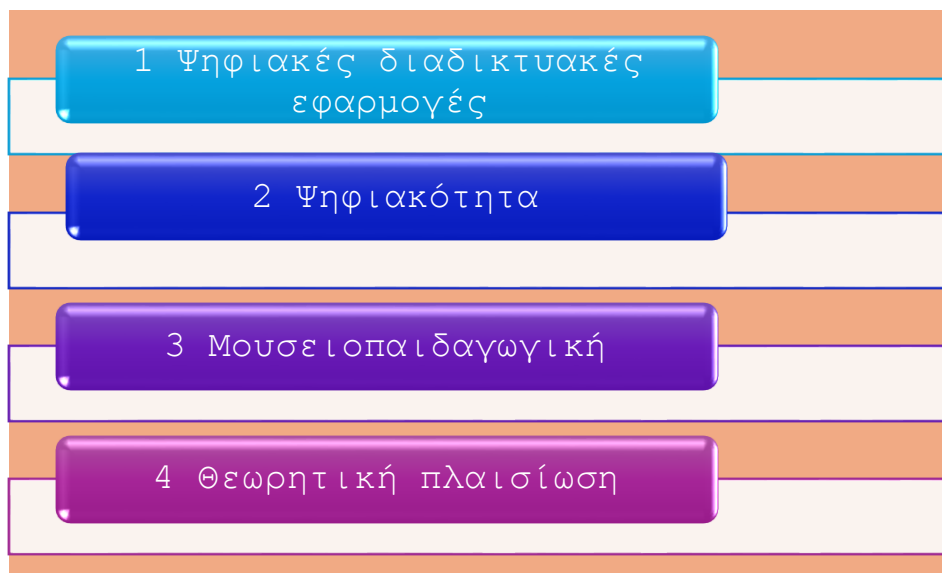 1 Ψηφιακές διαδικτυακές
εφαρμογές
2 Ψηφιακότητα
3 Μουσειοπαιδαγωγική
4 Θεωρητική πλαισίωση